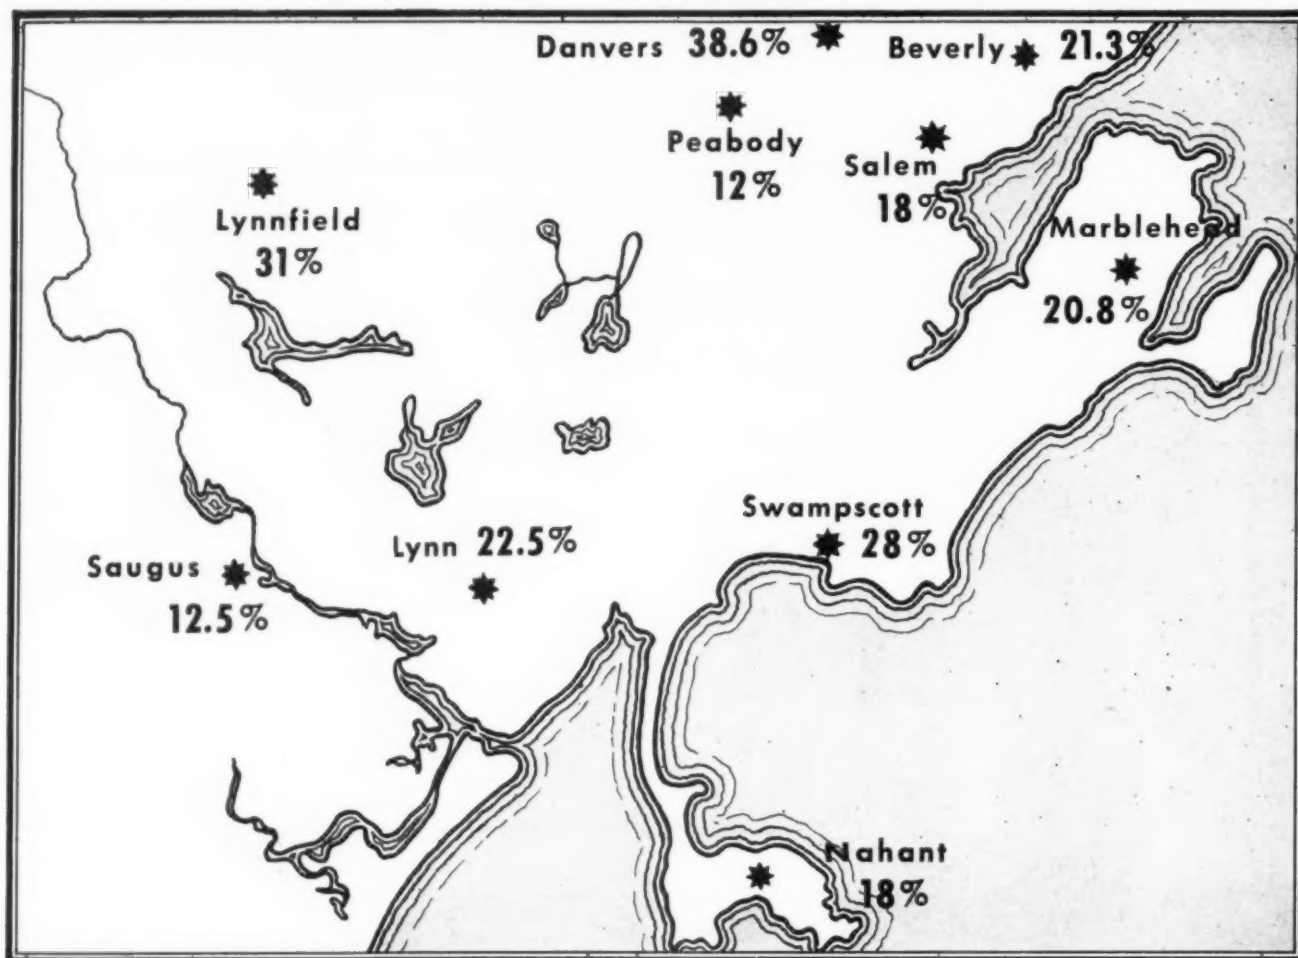 Danvers 38.6%
Beverly 21.3%
Peabody
12%
Salem
18%
Lynnfield
31%
Marblehead
20.8%
Swampscott
28%
Lynn 22.5%
Saugus
12.5%
Nahant
18%